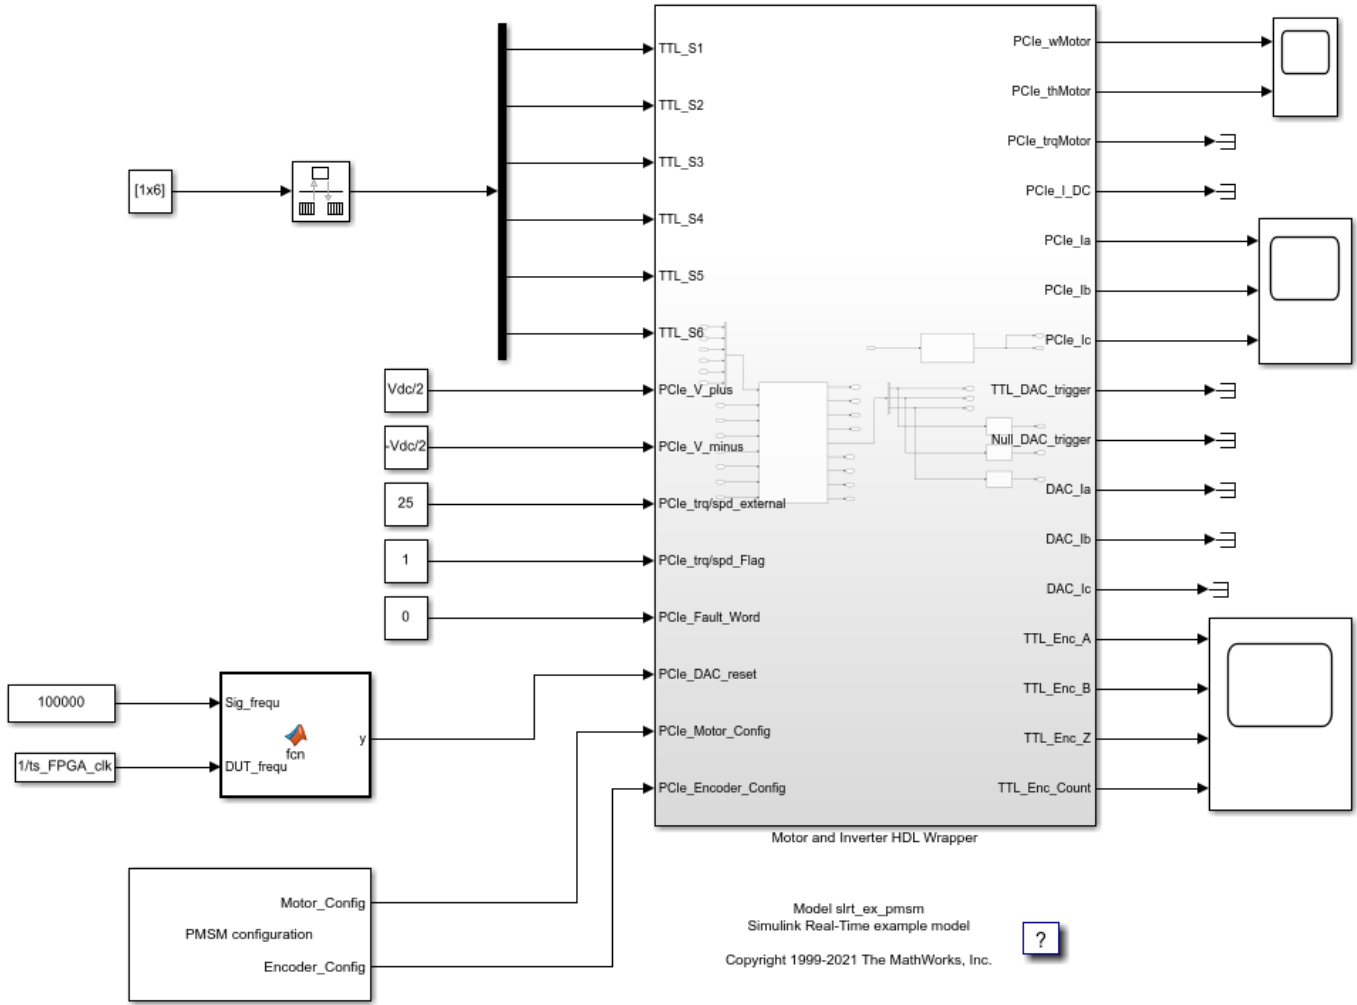 [1x6]
TTL_S1
TTL_S2
TTL_S3
TTL_S4
TTL_S5
TTL_S6
Vdc/2
PCIe_V_plus
-Vdc/2
PCIe_V_minus
25
PCIe_trq/spd_external
1
PCIe_trq/spd_Flag
0
PCIe_Fault_Word
PCIe_DAC_reset
PCIe_Motor_Config
PCIe_Encoder_Config
PCIe_wMotor
PCIe_thMotor
PCIe_trqMotor
PCIe_I_DC
PCIe_Ia
PCIe_Ib
PCIe_Ic
TTL_DAC_trigger
Null_DAC_trigger
DAC_Ia
DAC_Ib
DAC_Ic
TTL_Enc_A
TTL_Enc_B
TTL_Enc_Z
TTL_Enc_Count
Motor and Inverter HDL Wrapper
100000
1/ts_FPGA_clk
Sig_frequ
DUT_frequ
fcn
y
Motor_Config
PMSM configuration
Encoder_Config
Model slrt_ex_pmsm
Simulink Real-Time example model
Copyright 1999-2021 The MathWorks, Inc.
?